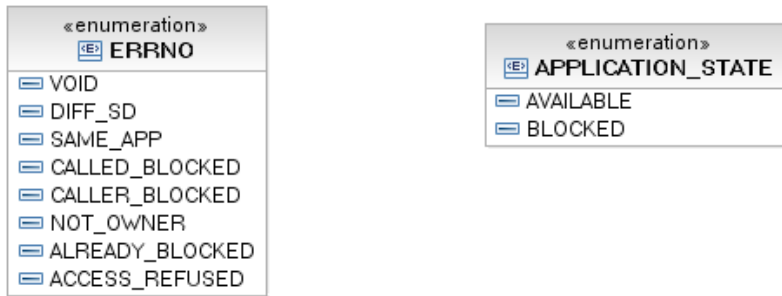 «enumeration»
ERRNO
VOID
DIFF_SD
SAME_APP
CALLED_BLOCKED
CALLER_BLOCKED
NOT_OWNER
ALREADY_BLOCKED
ACCESS_REFUSED
«enumeration»
APPLICATION_STATE
AVAILABLE
BLOCKED